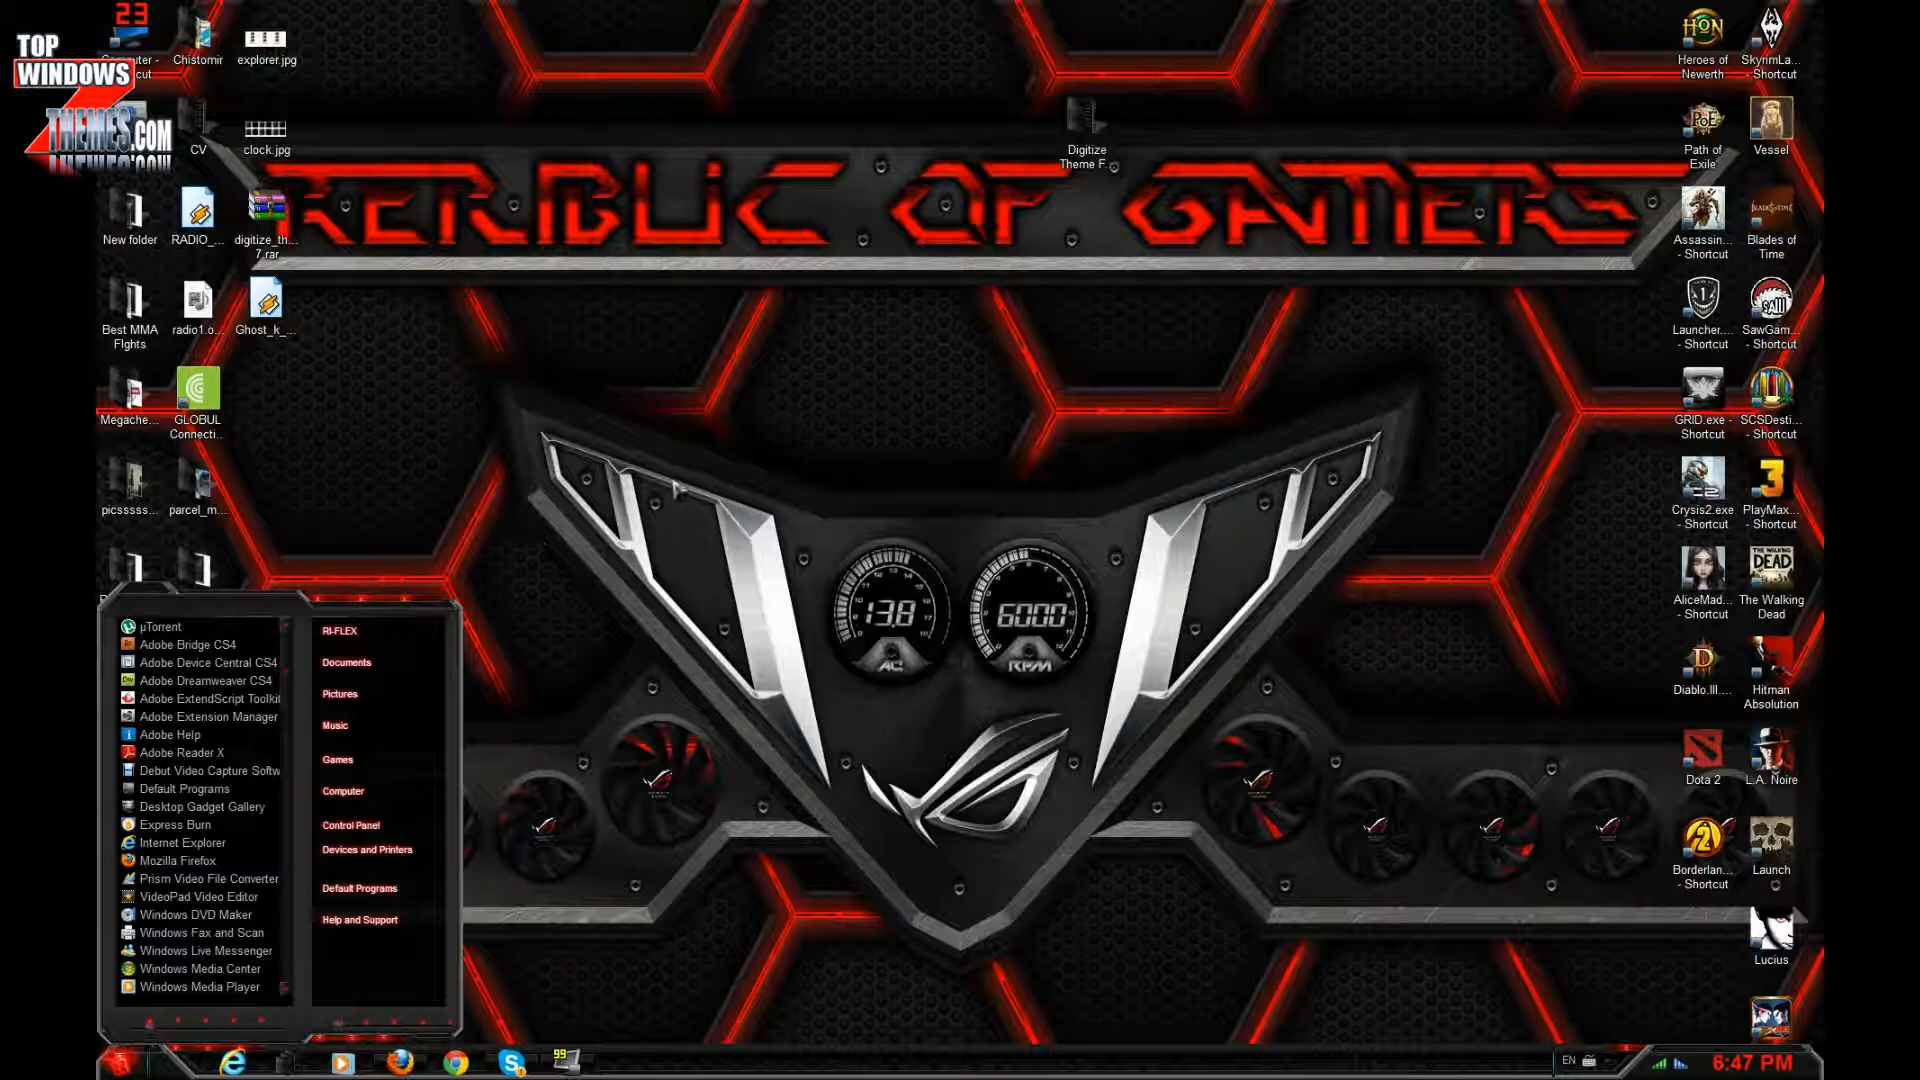 23
TOP
WINDOWS
THEMES.COM
Chistomir
explorer.jpg
CV
clock.jpg
New folder
RADIO_...
digitize_th...
7.rar
Best MMA
FIghts
radio1.o...
Ghost_k_...
Megache...
GLOBUL
Connecti...
picsssss...
parcel_m...
Digitize
Theme F...
REPUBLIC OF GAMERS
Heroes of
Newerth
SkyrimLa...
- Shortcut
Path of
Exile
Vessel
Assassin...
- Shortcut
Blades of
Time
Launcher....
- Shortcut
SawGam...
- Shortcut
GRID.exe -
Shortcut
SCSDesti...
- Shortcut
Crysis2.exe
- Shortcut
PlayMax...
- Shortcut
AliceMad...
- Shortcut
The Walking
Dead
Diablo.III....
Hitman
Absolution
Dota 2
L.A. Noire
Borderlan...
- Shortcut
Launch
Lucius
13.8
AC
6000
RPM
µTorrent
Adobe Bridge CS4
Adobe Device Central CS4
Adobe Dreamweaver CS4
Adobe ExtendScript Toolkit
Adobe Extension Manager
Adobe Help
Adobe Reader X
Debut Video Capture Softw
Default Programs
Desktop Gadget Gallery
Express Burn
Internet Explorer
Mozilla Firefox
Prism Video File Converter
VideoPad Video Editor
Windows DVD Maker
Windows Fax and Scan
Windows Live Messenger
Windows Media Center
Windows Media Player
RI-FLEX
Documents
Pictures
Music
Games
Computer
Control Panel
Devices and Printers
Default Programs
Help and Support
99
EN
6:47 PM